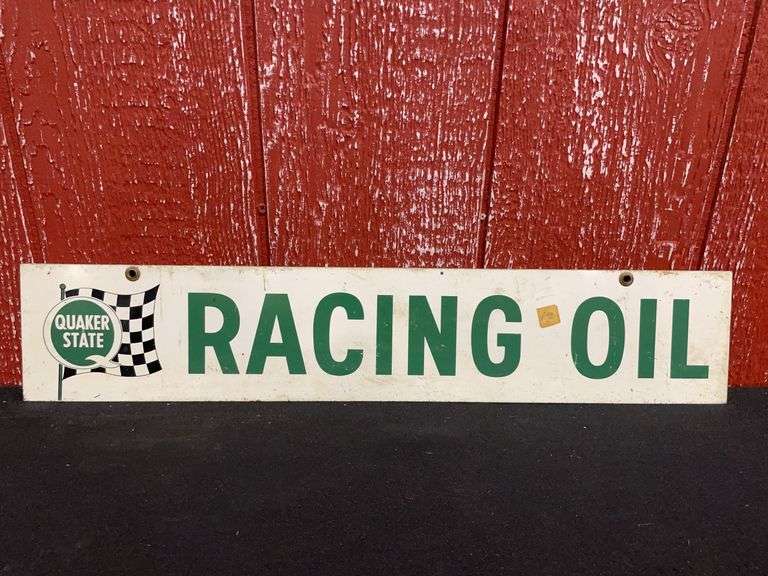 QUAKER
STATE
RACING OIL